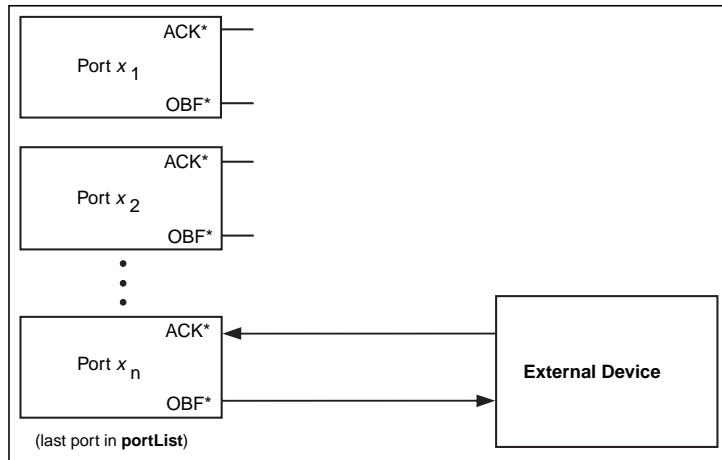 ACK*
Port x 1
OBF*
ACK*
Port x 2
OBF*
ACK*
Port x n
OBF*
External Device
(last port in portList)